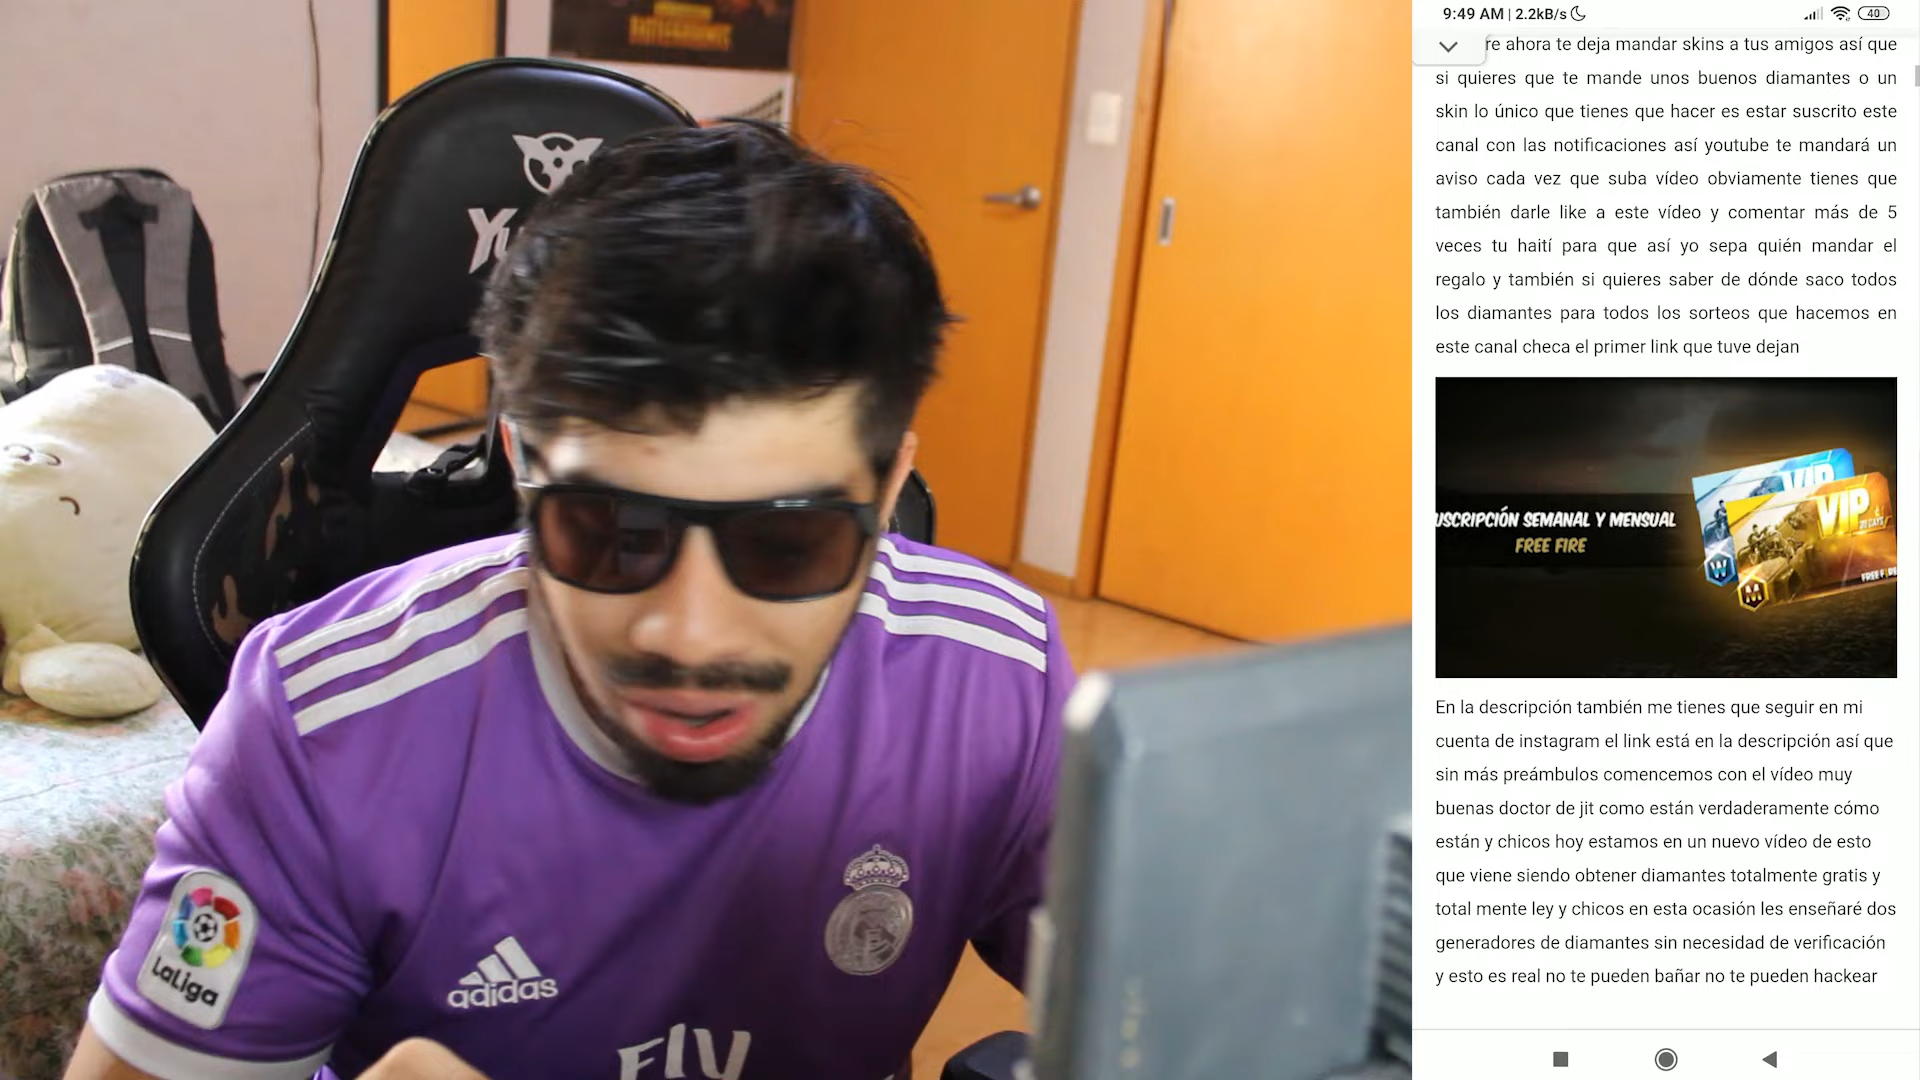 BATTLEGROUNDS
Yu
LaLiga
adidas
Fly
9:49 AM | 2.2kB/s
40
re ahora te deja mandar skins a tus amigos así que
si quieres que te mande unos buenos diamantes o un
skin lo único que tienes que hacer es estar suscrito este
canal con las notificaciones así youtube te mandará un
aviso cada vez que suba vídeo obviamente tienes que
también darle like a este vídeo y comentar más de 5
veces tu haití para que así yo sepa quién mandar el
regalo y también si quieres saber de dónde saco todos
los diamantes para todos los sorteos que hacemos en
este canal checa el primer link que tuve dejan
USCRIPCIÓN SEMANAL Y MENSUAL
FREE FIRE
VIP
VIP
W
M
FREE FIRE
En la descripción también me tienes que seguir en mi
cuenta de instagram el link está en la descripción así que
sin más preámbulos comencemos con el vídeo muy
buenas doctor de jit como están verdaderamente cómo
están y chicos hoy estamos en un nuevo vídeo de esto
que viene siendo obtener diamantes totalmente gratis y
total mente ley y chicos en esta ocasión les enseñaré dos
generadores de diamantes sin necesidad de verificación
y esto es real no te pueden bañar no te pueden hackear